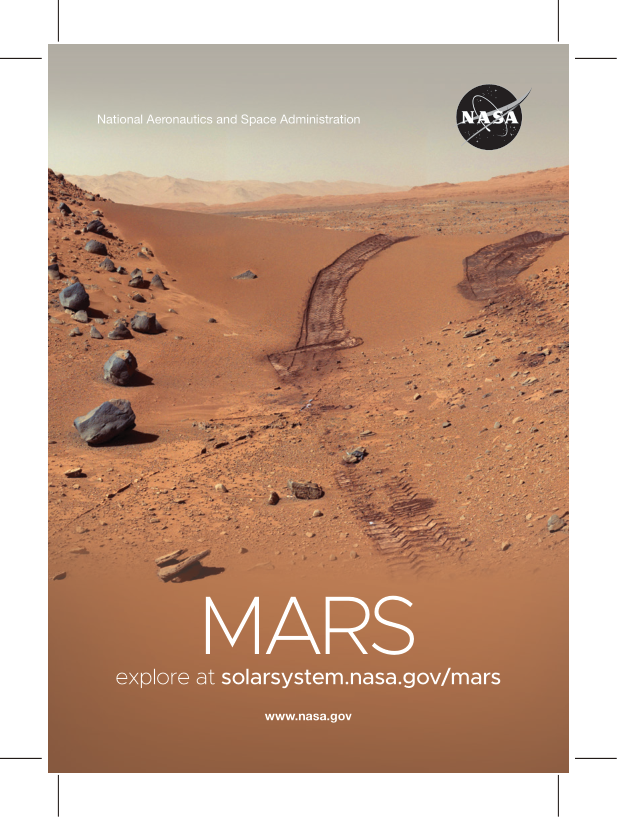 National Aeronautics and Space Administration
NASA
MARS
explore at solarsystem.nasa.gov/mars
www.nasa.gov